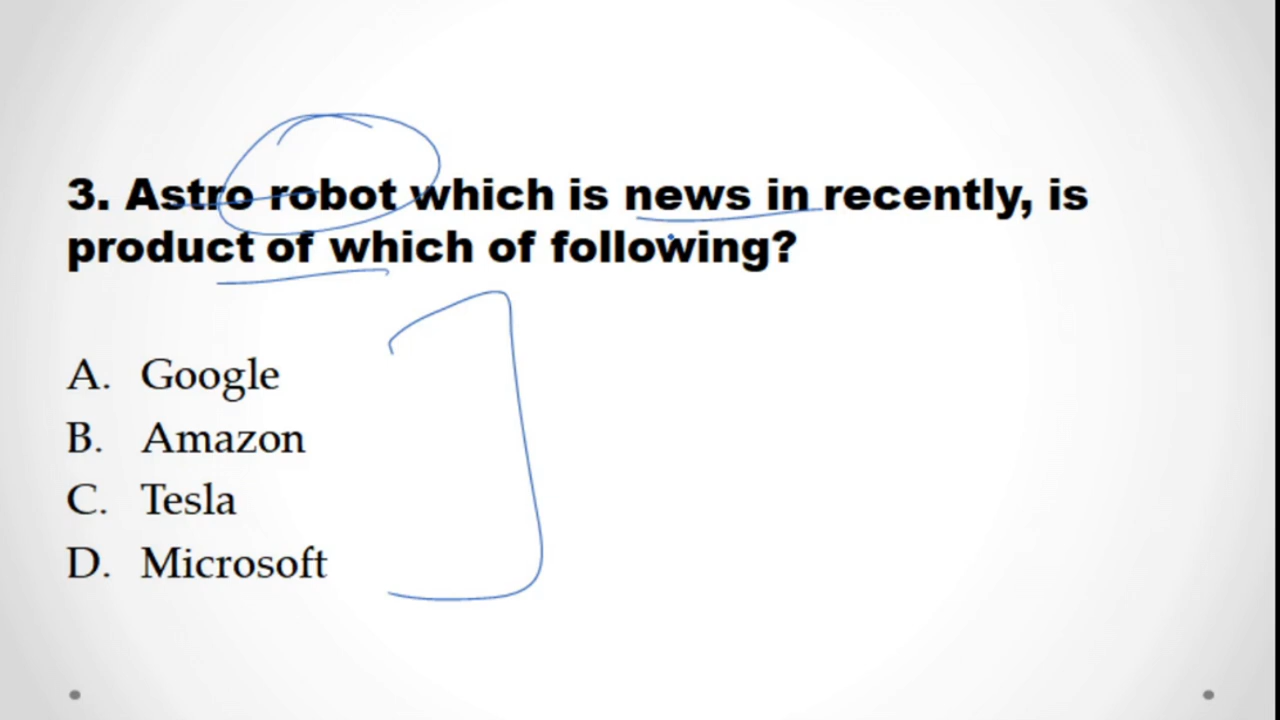 3. Astro robot which is news in recently, is
product of which of following?
A. Google
B. Amazon
C. Tesla
D. Microsoft